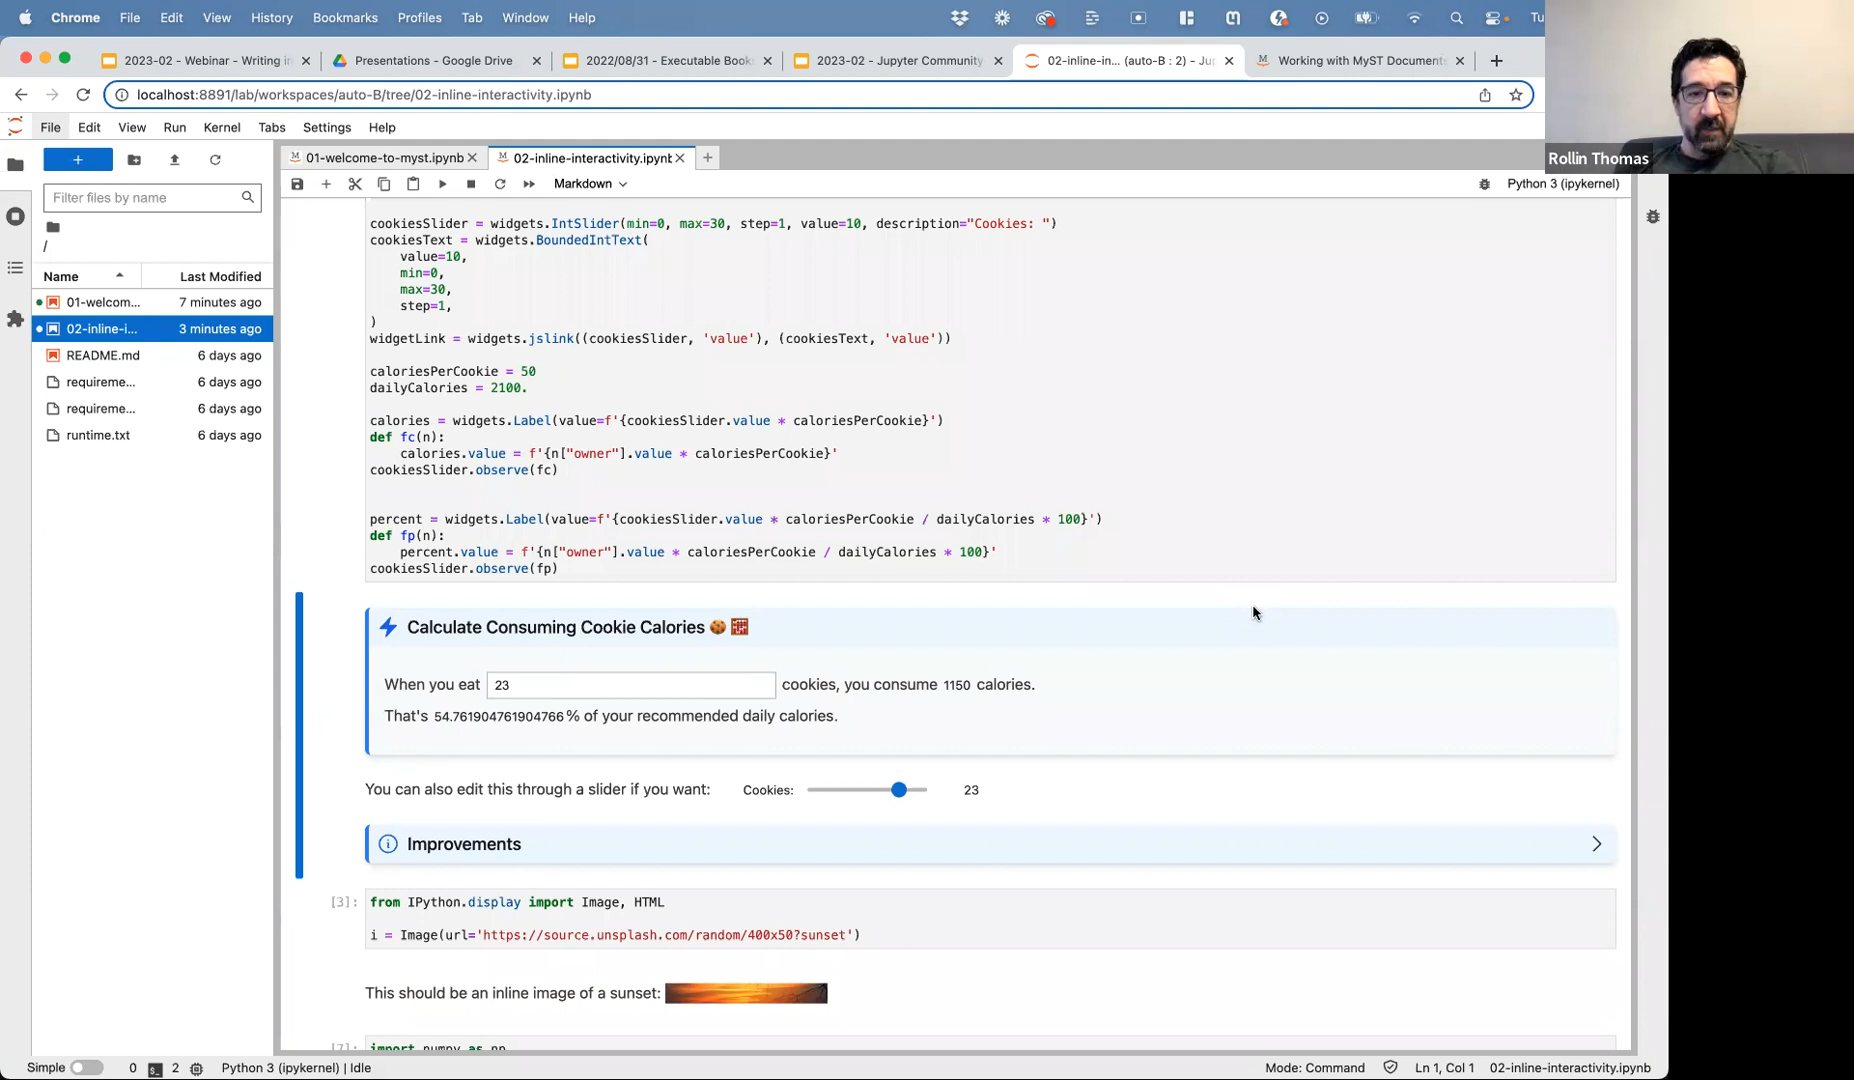 Chrome File Edit View History Bookmarks Profiles Tab Window Help Tu
2023-02 - Webinar - Writing in
Presentations - Google Drive
2022/08/31 - Executable Book
2023-02 - Jupyter Community
02-inline-in... (auto-B : 2) - Ju
Working with MyST Document
localhost:8891/lab/workspaces/auto-B/tree/02-inline-interactivity.ipynb
File Edit View Run Kernel Tabs Settings Help
Rollin Thomas
01-welcome-to-myst.ipynb
02-inline-interactivity.ipynb
Markdown
Python 3 (ipykernel)
Filter files by name
/
Name Last Modified
01-welcom... 7 minutes ago
02-inline-i... 3 minutes ago
README.md 6 days ago
requireme... 6 days ago
requireme... 6 days ago
runtime.txt 6 days ago
cookiesSlider = widgets.IntSlider(min=0, max=30, step=1, value=10, description="Cookies: ")
cookiesText = widgets.BoundedIntText(
value=10,
min=0,
max=30,
step=1,
)
widgetLink = widgets.jslink((cookiesSlider, 'value'), (cookiesText, 'value'))
caloriesPerCookie = 50
dailyCalories = 2100.
calories = widgets.Label(value=f'{cookiesSlider.value * caloriesPerCookie}')
def fc(n):
calories.value = f'{n["owner"].value * caloriesPerCookie}'
cookiesSlider.observe(fc)
percent = widgets.Label(value=f'{cookiesSlider.value * caloriesPerCookie / dailyCalories * 100}')
def fp(n):
percent.value = f'{n["owner"].value * caloriesPerCookie / dailyCalories * 100}'
cookiesSlider.observe(fp)
Calculate Consuming Cookie Calories
When you eat 23 cookies, you consume 1150 calories.
That's 54.761904761904766% of your recommended daily calories.
You can also edit this through a slider if you want: Cookies: 23
Improvements
[3]: from IPython.display import Image, HTML
i = Image(url='https://source.unsplash.com/random/400x50?sunset')
This should be an inline image of a sunset:
[7]: import numpy as np
Simple 0 2 Python 3 (ipykernel) | Idle
Mode: Command Ln 1, Col 1 02-inline-interactivity.ipynb